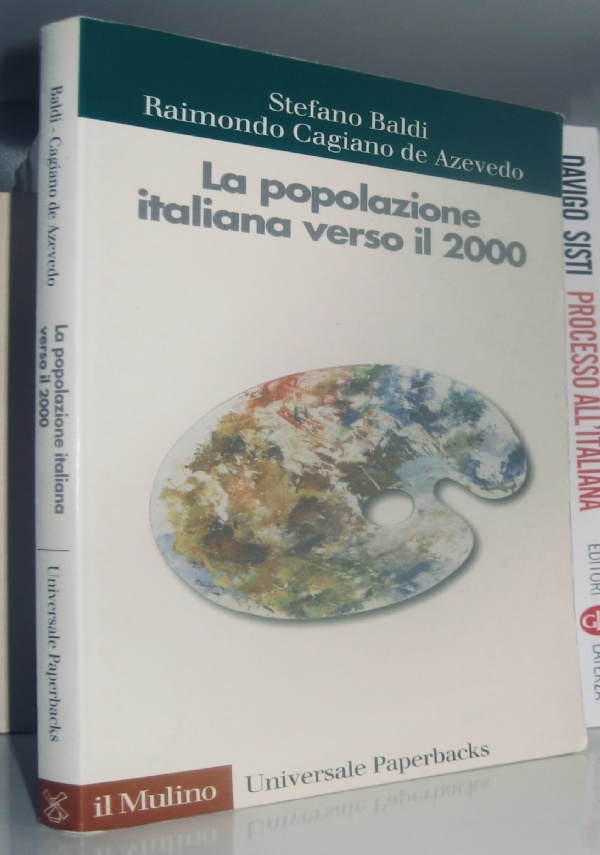 Stefano Baldi
Raimondo Cagiano de Azevedo
La popolazione
italiana verso il 2000
il Mulino
Universale Paperbacks
Baldi - Cagiano de Azevedo
La popolazione italiana
verso il 2000
Universale Paperbacks
DAVIGO SISTI
PROCESSO ALL'ITALIANA
EDITORI
LATERZA